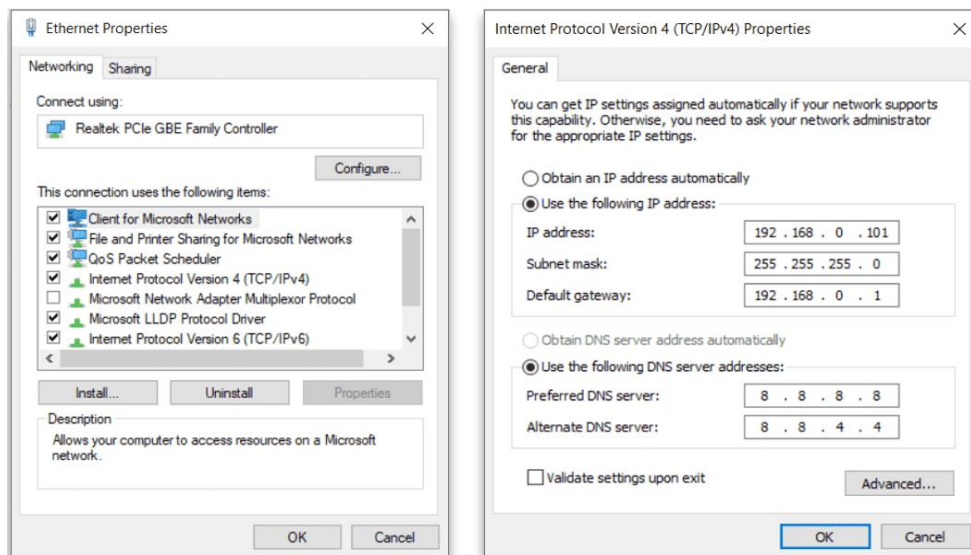 Ethernet Properties
Networking
Sharing
Connect using:
Realtek PCIe GBE Family Controller
Configure...
This connection uses the following items:
Client for Microsoft Networks
File and Printer Sharing for Microsoft Networks
QoS Packet Scheduler
Internet Protocol Version 4 (TCP/IPv4)
Microsoft Network Adapter Multiplexor Protocol
Microsoft LLDP Protocol Driver
Internet Protocol Version 6 (TCP/IPv6)
Install...
Uninstall
Properties
Description
Allows your computer to access resources on a Microsoft
network.
OK
Cancel
Internet Protocol Version 4 (TCP/IPv4) Properties
General
You can get IP settings assigned automatically if your network supports
this capability. Otherwise, you need to ask your network administrator
for the appropriate IP settings.
Obtain an IP address automatically
Use the following IP address:
IP address: 192 . 168 . 0 . 101
Subnet mask: 255 . 255 . 255 . 0
Default gateway: 192 . 168 . 0 . 1
Obtain DNS server address automatically
Use the following DNS server addresses:
Preferred DNS server: 8 . 8 . 8 . 8
Alternate DNS server: 8 . 8 . 4 . 4
Validate settings upon exit
Advanced...
OK
Cancel